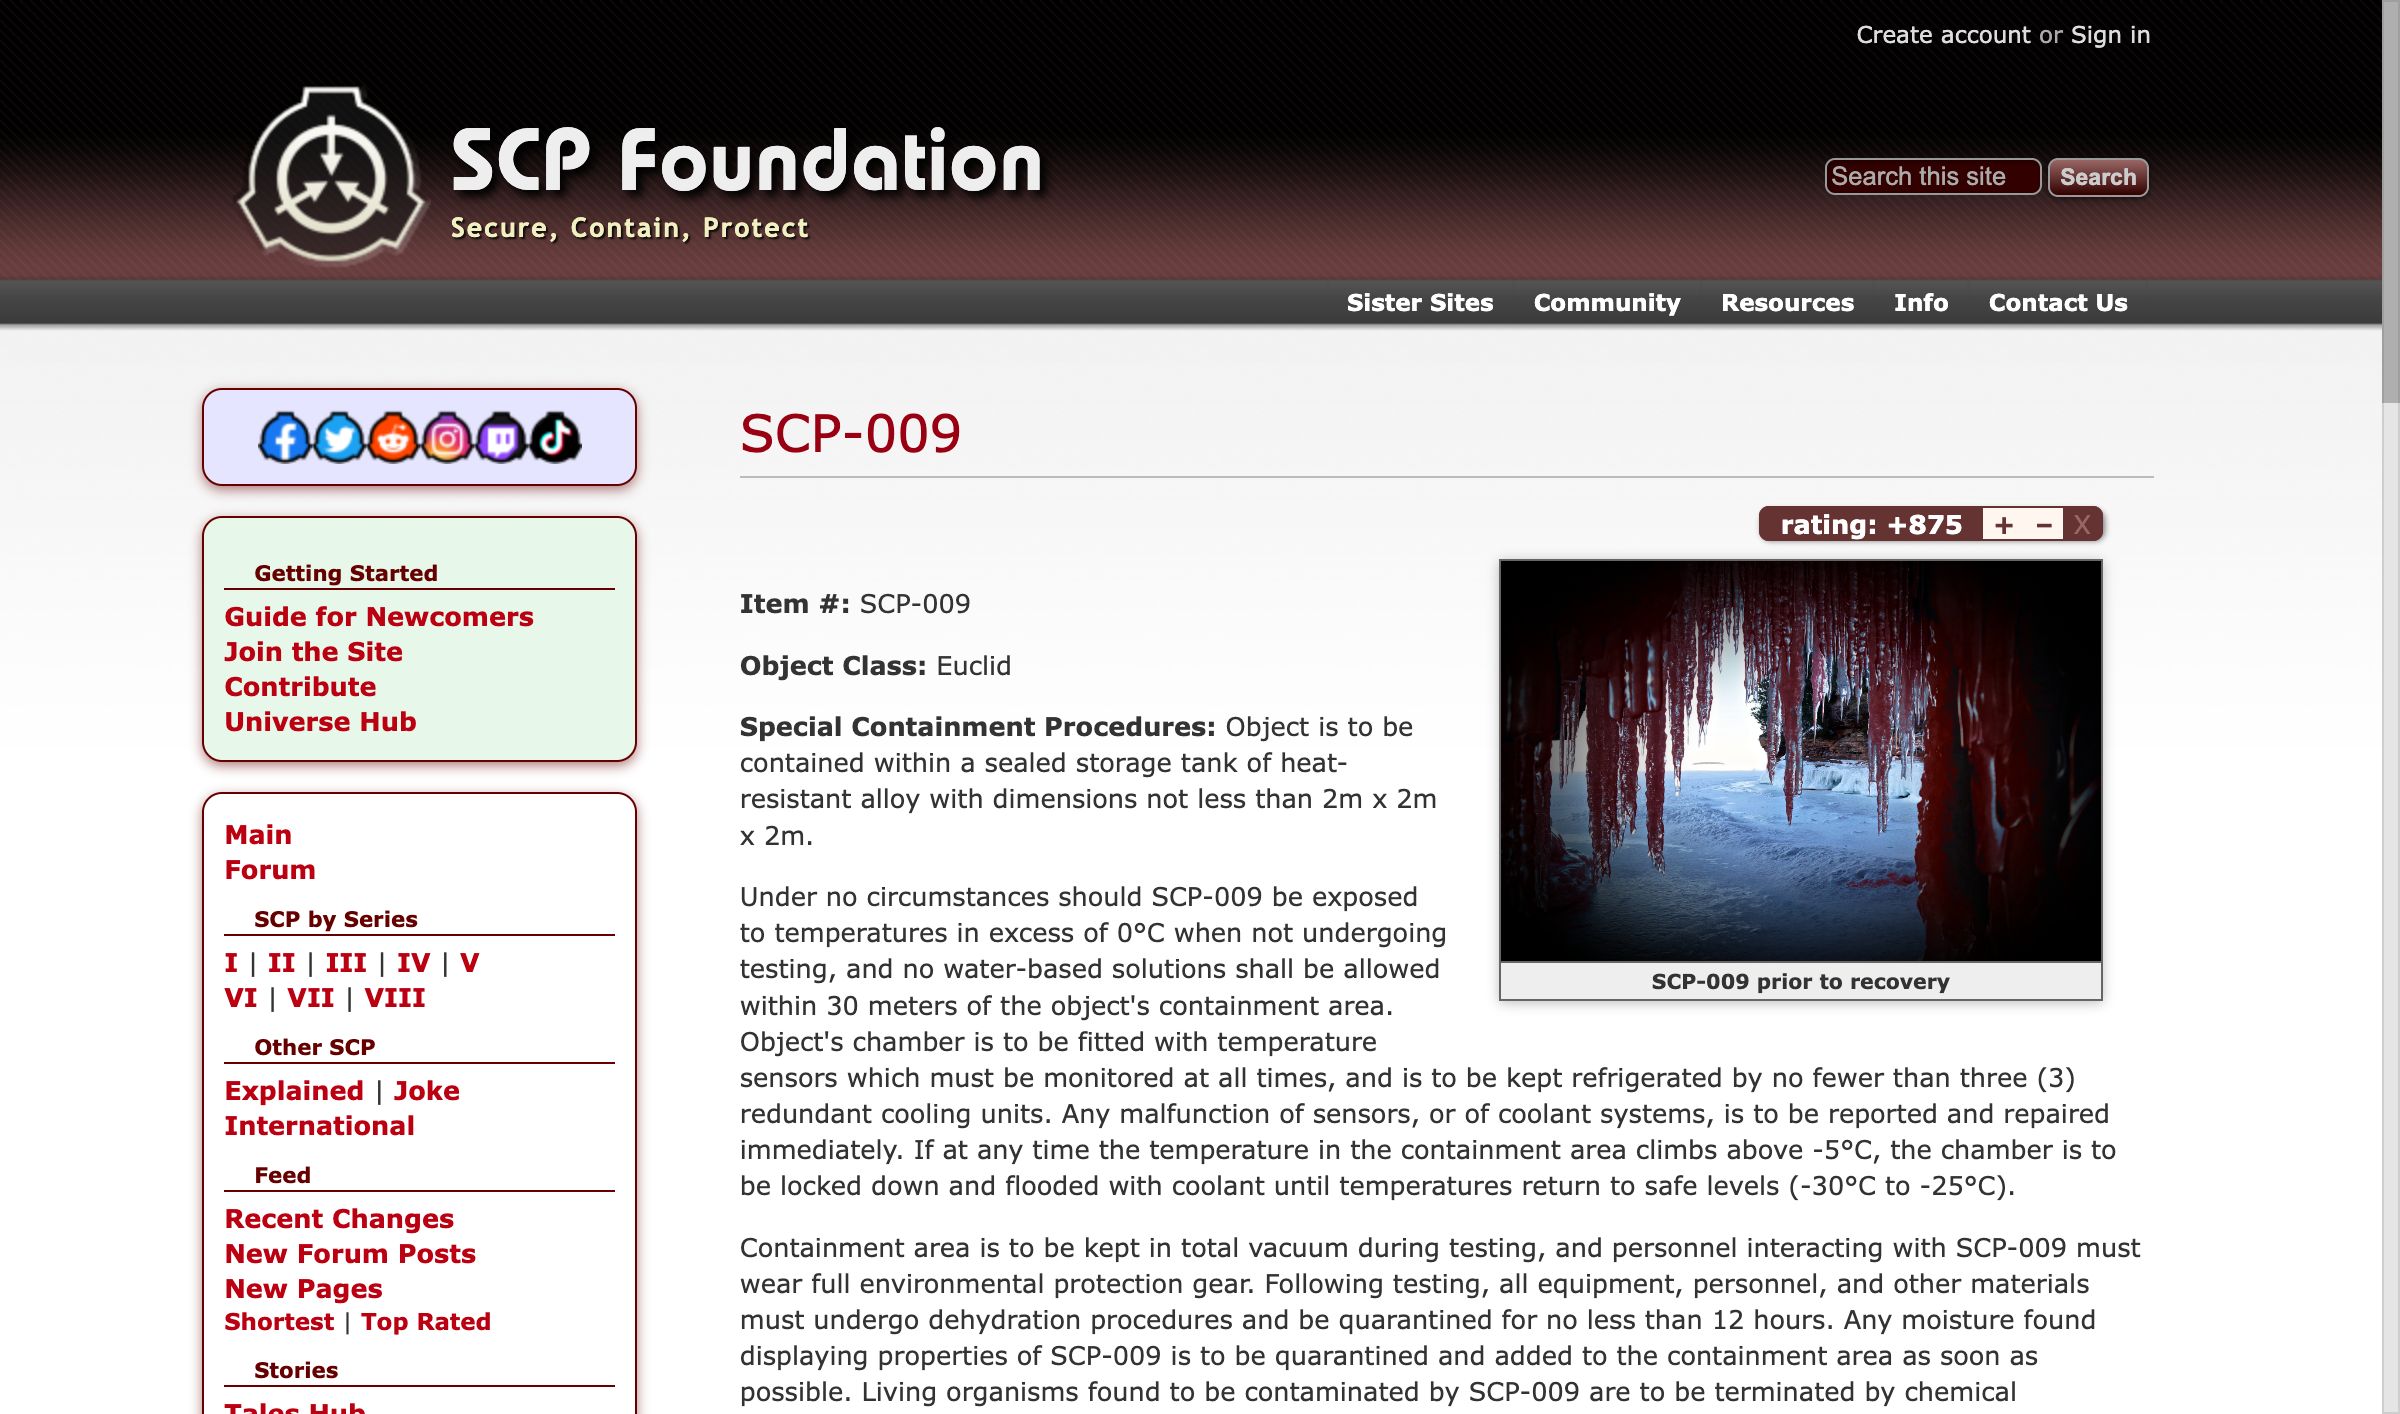 Create account or Sign in
SCP Foundation
Secure, Contain, Protect
Search this site
Search
Sister Sites
Community
Resources
Info
Contact Us
Getting Started
Guide for Newcomers
Join the Site
Contribute
Universe Hub
Main
Forum
SCP by Series
I | II | III | IV | V
VI | VII | VIII
Other SCP
Explained | Joke
International
Feed
Recent Changes
New Forum Posts
New Pages
Shortest | Top Rated
Stories
Tales Hub
SCP-009
rating: +875 + − X
Item #: SCP-009
Object Class: Euclid
Special Containment Procedures: Object is to be
contained within a sealed storage tank of heat-
resistant alloy with dimensions not less than 2m x 2m
x 2m.
SCP-009 prior to recovery
Under no circumstances should SCP-009 be exposed
to temperatures in excess of 0°C when not undergoing
testing, and no water-based solutions shall be allowed
within 30 meters of the object's containment area.
Object's chamber is to be fitted with temperature
sensors which must be monitored at all times, and is to be kept refrigerated by no fewer than three (3)
redundant cooling units. Any malfunction of sensors, or of coolant systems, is to be reported and repaired
immediately. If at any time the temperature in the containment area climbs above -5°C, the chamber is to
be locked down and flooded with coolant until temperatures return to safe levels (-30°C to -25°C).
Containment area is to be kept in total vacuum during testing, and personnel interacting with SCP-009 must
wear full environmental protection gear. Following testing, all equipment, personnel, and other materials
must undergo dehydration procedures and be quarantined for no less than 12 hours. Any moisture found
displaying properties of SCP-009 is to be quarantined and added to the containment area as soon as
possible. Living organisms found to be contaminated by SCP-009 are to be terminated by chemical